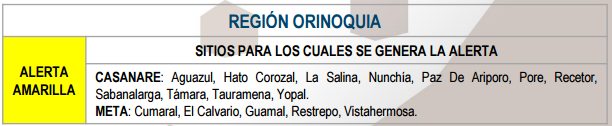 REGIÓN ORINOQUIA
SITIOS PARA LOS CUALES SE GENERA LA ALERTA
ALERTA
AMARILLA
CASANARE: Aguazul, Hato Corozal, La Salina, Nunchía, Paz De Ariporo, Pore, Recetor,
Sabanalarga, Támara, Tauramena, Yopal.
META: Cumaral, El Calvario, Guamal, Restrepo, Vistahermosa.